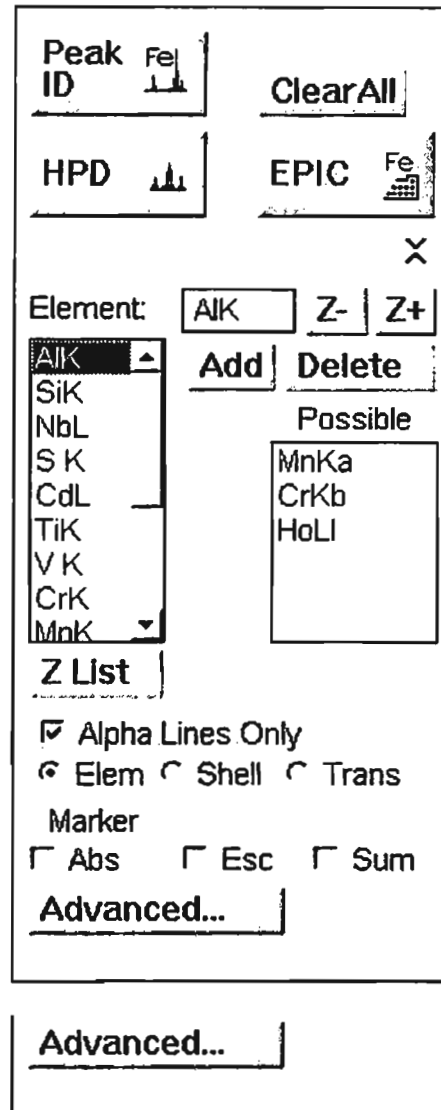 Peak ID Fe ClearAll
HPD EPIC Fe
Element: AlK Z- Z+
AlK Add Delete
SiK
NbL Possible
S K MnKa
CdL CrKb
TiK HoLl
V K
CrK
MnK
Z List
Alpha Lines Only
Elem Shell Trans
Marker
Abs Esc Sum
Advanced...
Advanced...